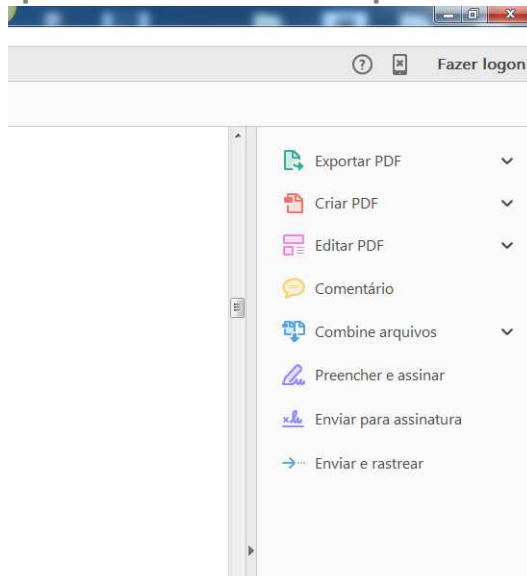 Fazer logon
Exportar PDF
Criar PDF
Editar PDF
Comentário
Combine arquivos
Preencher e assinar
Enviar para assinatura
Enviar e rastrear